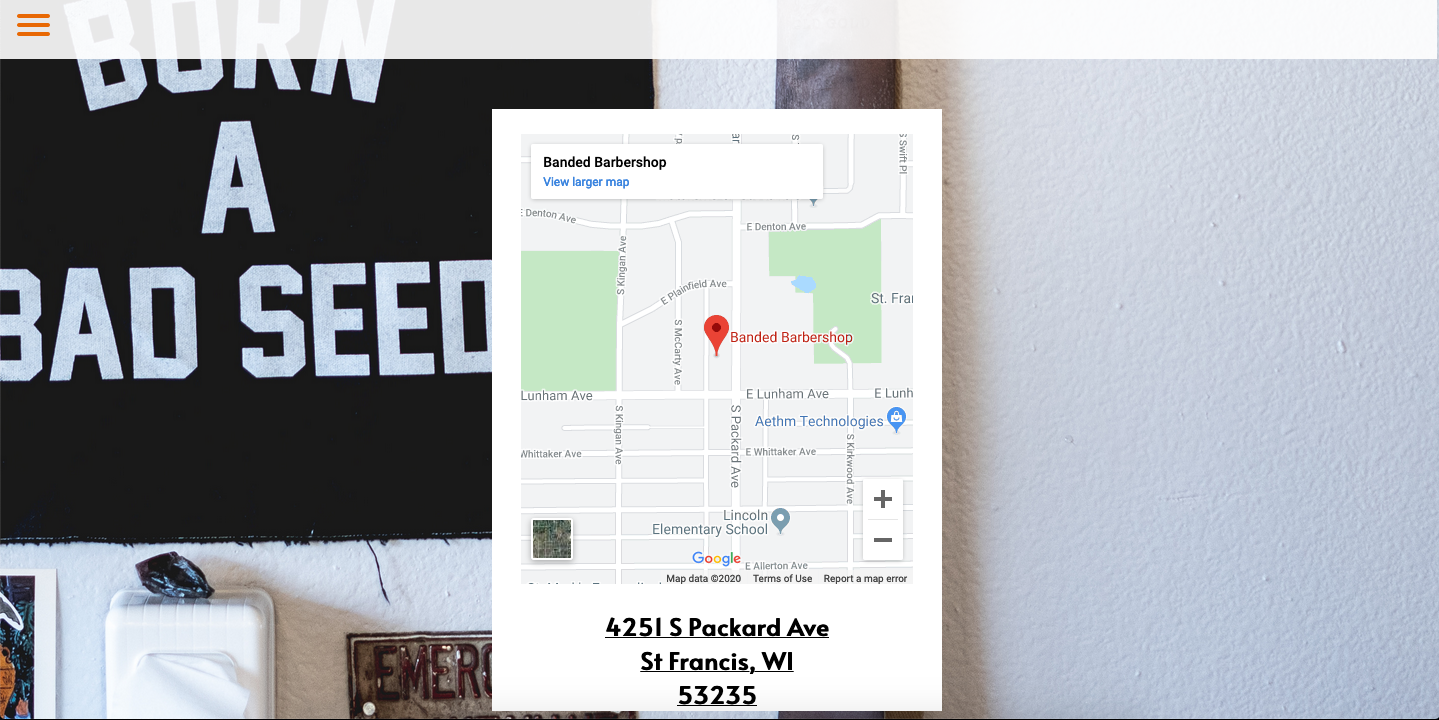 BORN
A
BAD SEED
Banded Barbershop
View larger map
S Swift Pl
E Denton Ave
E Denton Ave
S Kingan Ave
E Plainfield Ave
St. Fran
S McCarty Ave
Banded Barbershop
Lunham Ave
E Lunham Ave
E Lunh
S Kingan Ave
S Packard Ave
Aethm Technologies
S Kirkwood Ave
Whittaker Ave
E Whittaker Ave
Lincoln
Elementary School
Google
E Allerton Ave
Map data ©2020 Terms of Use Report a map error
EMERG
4251 S Packard Ave
St Francis, WI
53235